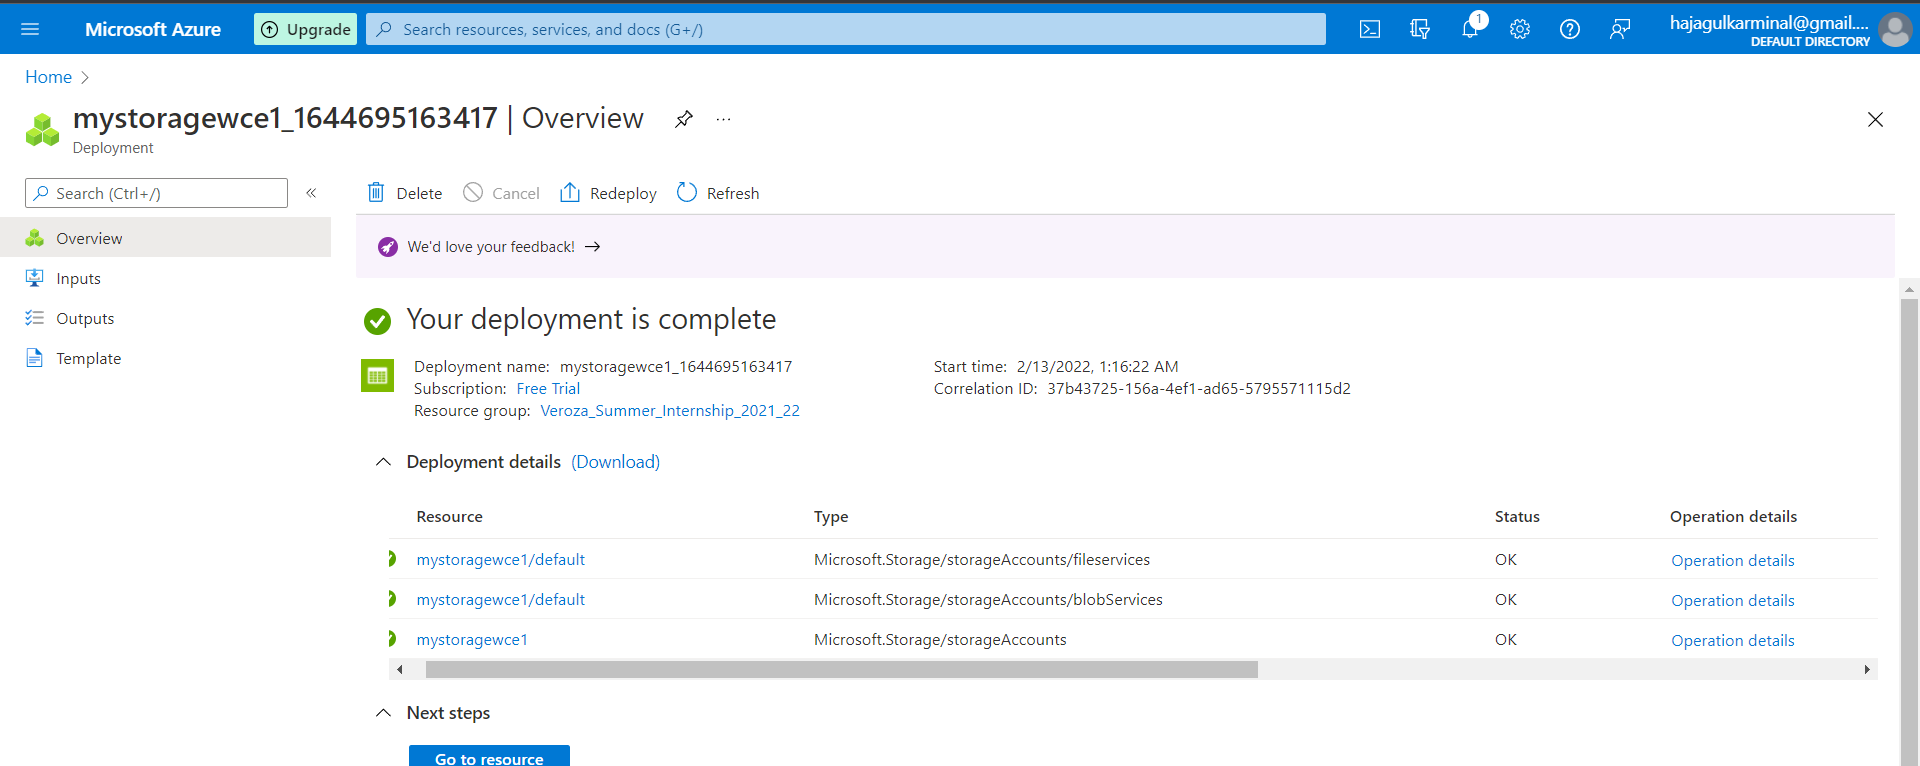 Microsoft Azure
Upgrade
Search resources, services, and docs (G+/)
1
hajagulkarminal@gmail....
DEFAULT DIRECTORY
Home
mystoragewce1_1644695163417 | Overview
...
Deployment
Search (Ctrl+/)
«
Delete
Cancel
Redeploy
Refresh
Overview
Inputs
Outputs
Template
We'd love your feedback! →
Your deployment is complete
Deployment name: mystoragewce1_1644695163417
Subscription: Free Trial
Resource group: Veroza_Summer_Internship_2021_22
Start time: 2/13/2022, 1:16:22 AM
Correlation ID: 37b43725-156a-4ef1-ad65-5795571115d2
Deployment details (Download)
Resource Type Status Operation details
mystoragewce1/default Microsoft.Storage/storageAccounts/fileservices OK Operation details
mystoragewce1/default Microsoft.Storage/storageAccounts/blobServices OK Operation details
mystoragewce1 Microsoft.Storage/storageAccounts OK Operation details
Next steps
Go to resource